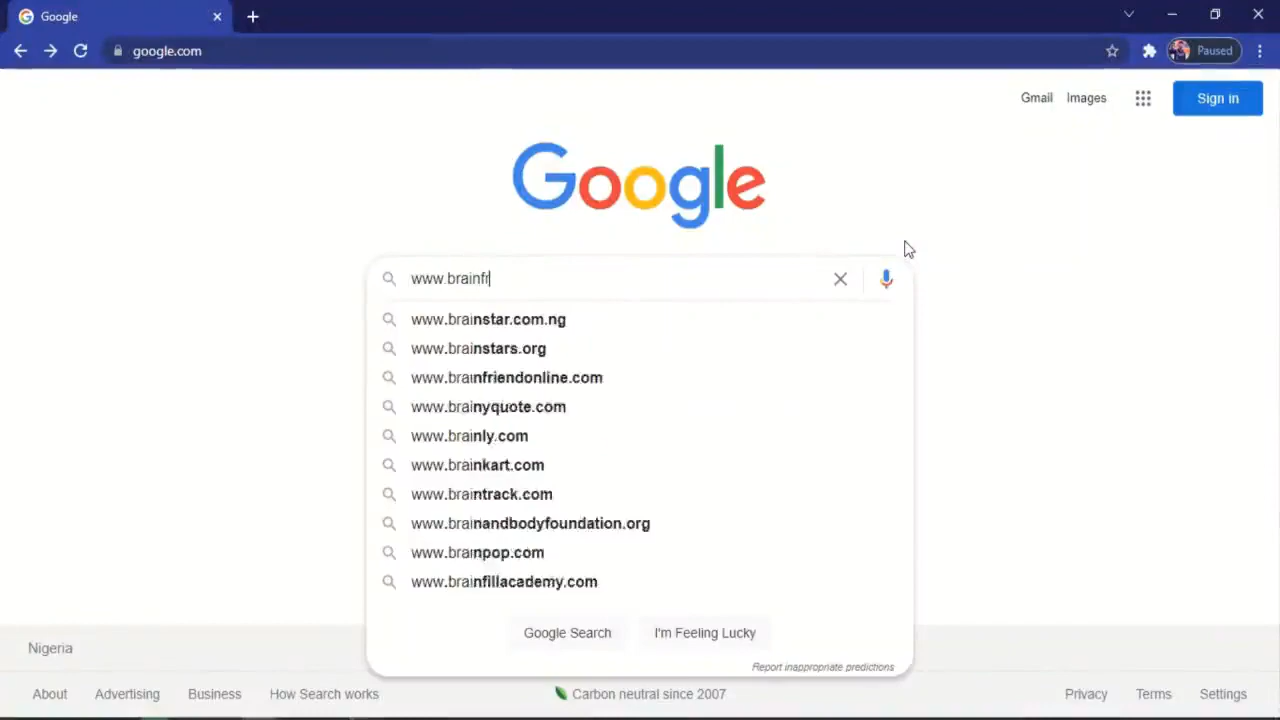 Google
google.com
Paused
Gmail Images
Sign in
Google
www.brainfr
www.brainstar.com.ng
www.brainstars.org
www.brainfriendonline.com
www.brainyquote.com
www.brainly.com
www.brainkart.com
www.braintrack.com
www.brainandbodyfoundation.org
www.brainpop.com
www.brainfillacademy.com
Google Search I'm Feeling Lucky
Report inappropriate predictions
Nigeria
About Advertising Business How Search works Carbon neutral since 2007 Privacy Terms Settings